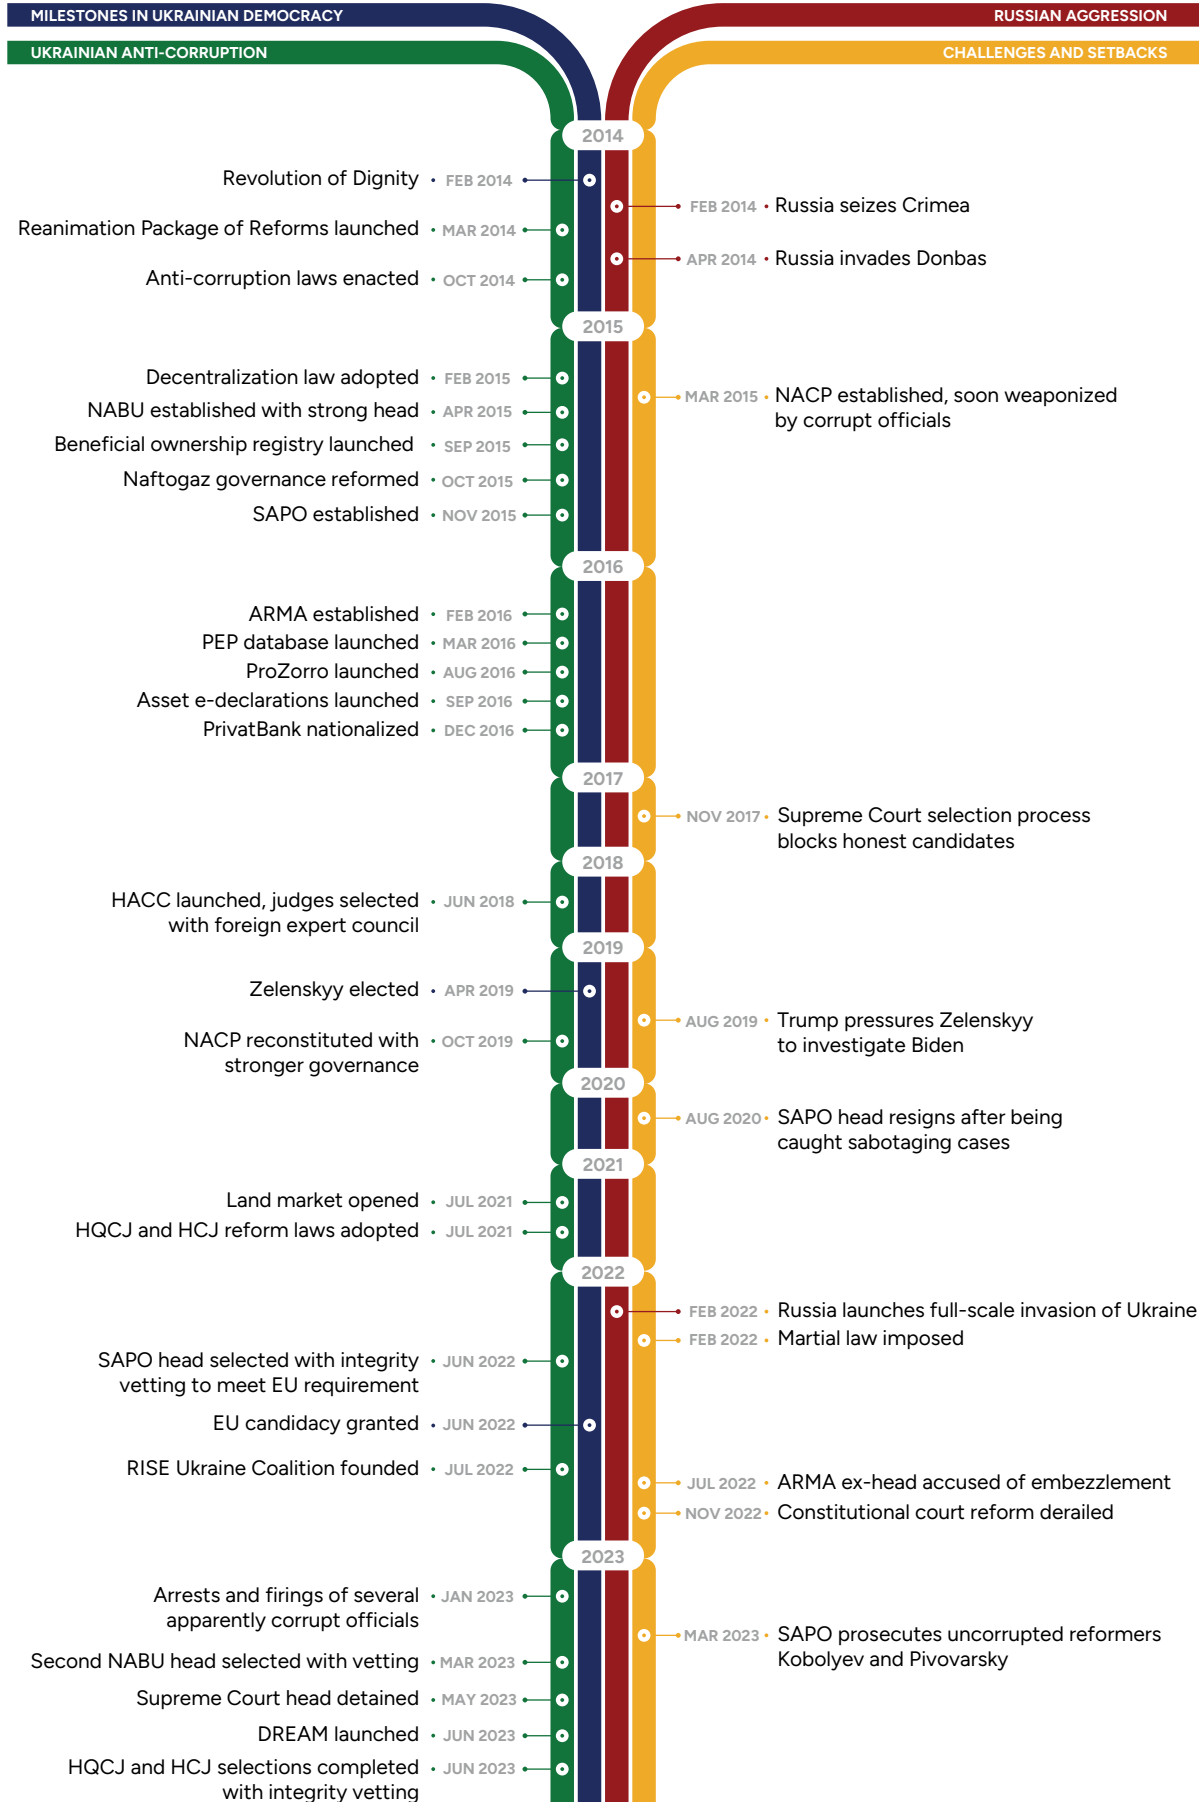 MILESTONES IN UKRAINIAN DEMOCRACY
RUSSIAN AGGRESSION
UKRAINIAN ANTI-CORRUPTION
CHALLENGES AND SETBACKS
2014
Revolution of Dignity • FEB 2014
FEB 2014 • Russia seizes Crimea
Reanimation Package of Reforms launched • MAR 2014
APR 2014 • Russia invades Donbas
Anti-corruption laws enacted • OCT 2014
2015
Decentralization law adopted • FEB 2015
MAR 2015 • NACP established, soon weaponized
by corrupt officials
NABU established with strong head • APR 2015
Beneficial ownership registry launched • SEP 2015
Naftogaz governance reformed • OCT 2015
SAPO established • NOV 2015
2016
ARMA established • FEB 2016
PEP database launched • MAR 2016
ProZorro launched • AUG 2016
Asset e-declarations launched • SEP 2016
PrivatBank nationalized • DEC 2016
2017
NOV 2017 • Supreme Court selection process
blocks honest candidates
2018
HACC launched, judges selected • JUN 2018
with foreign expert council
2019
Zelenskyy elected • APR 2019
AUG 2019 • Trump pressures Zelenskyy
to investigate Biden
NACP reconstituted with • OCT 2019
stronger governance
2020
AUG 2020 • SAPO head resigns after being
caught sabotaging cases
2021
Land market opened • JUL 2021
HQCJ and HCJ reform laws adopted • JUL 2021
2022
FEB 2022 • Russia launches full-scale invasion of Ukraine
FEB 2022 • Martial law imposed
SAPO head selected with integrity • JUN 2022
vetting to meet EU requirement
EU candidacy granted • JUN 2022
RISE Ukraine Coalition founded • JUL 2022
JUL 2022 • ARMA ex-head accused of embezzlement
NOV 2022 • Constitutional court reform derailed
2023
Arrests and firings of several • JAN 2023
apparently corrupt officials
MAR 2023 • SAPO prosecutes uncorrupted reformers
Kobolyev and Pivovarsky
Second NABU head selected with vetting • MAR 2023
Supreme Court head detained • MAY 2023
DREAM launched • JUN 2023
HQCJ and HCJ selections completed • JUN 2023
with integrity vetting